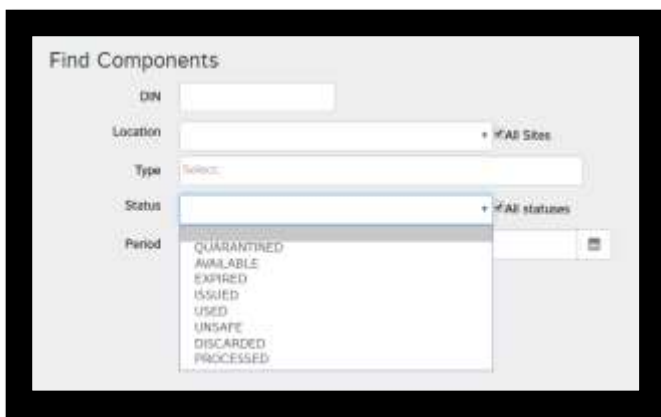 Find Components
DIN
Location
All Sites
Type
Select.
Status
All statuses
Period
QUARANTINED
AVAILABLE
EXPIRED
ISSUED
USED
UNSAFE
DISCARDED
PROCESSED